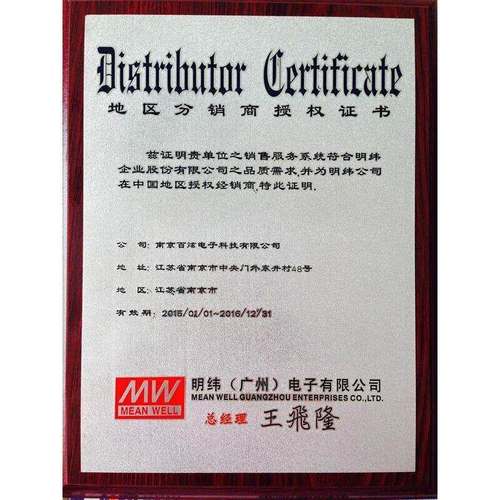 Distributor Certificate
地区分销商授权证书
兹证明贵单位之销售服务系统符合明纬
企业股份有限公司之品质需求,并为明纬公司
在中国地区授权经销商,特此证明.
公 司: 南京百泫电子科技有限公司
地 址: 江苏省南京市中央门外东井村48号
地 区: 江苏省南京市
有效期: 2015/01/01~2016/12/31
MW
MEAN WELL
明纬（广州）电子有限公司
MEAN WELL GUANGZHOU ENTERPRISES CO.,LTD.
总经理 王飛隆